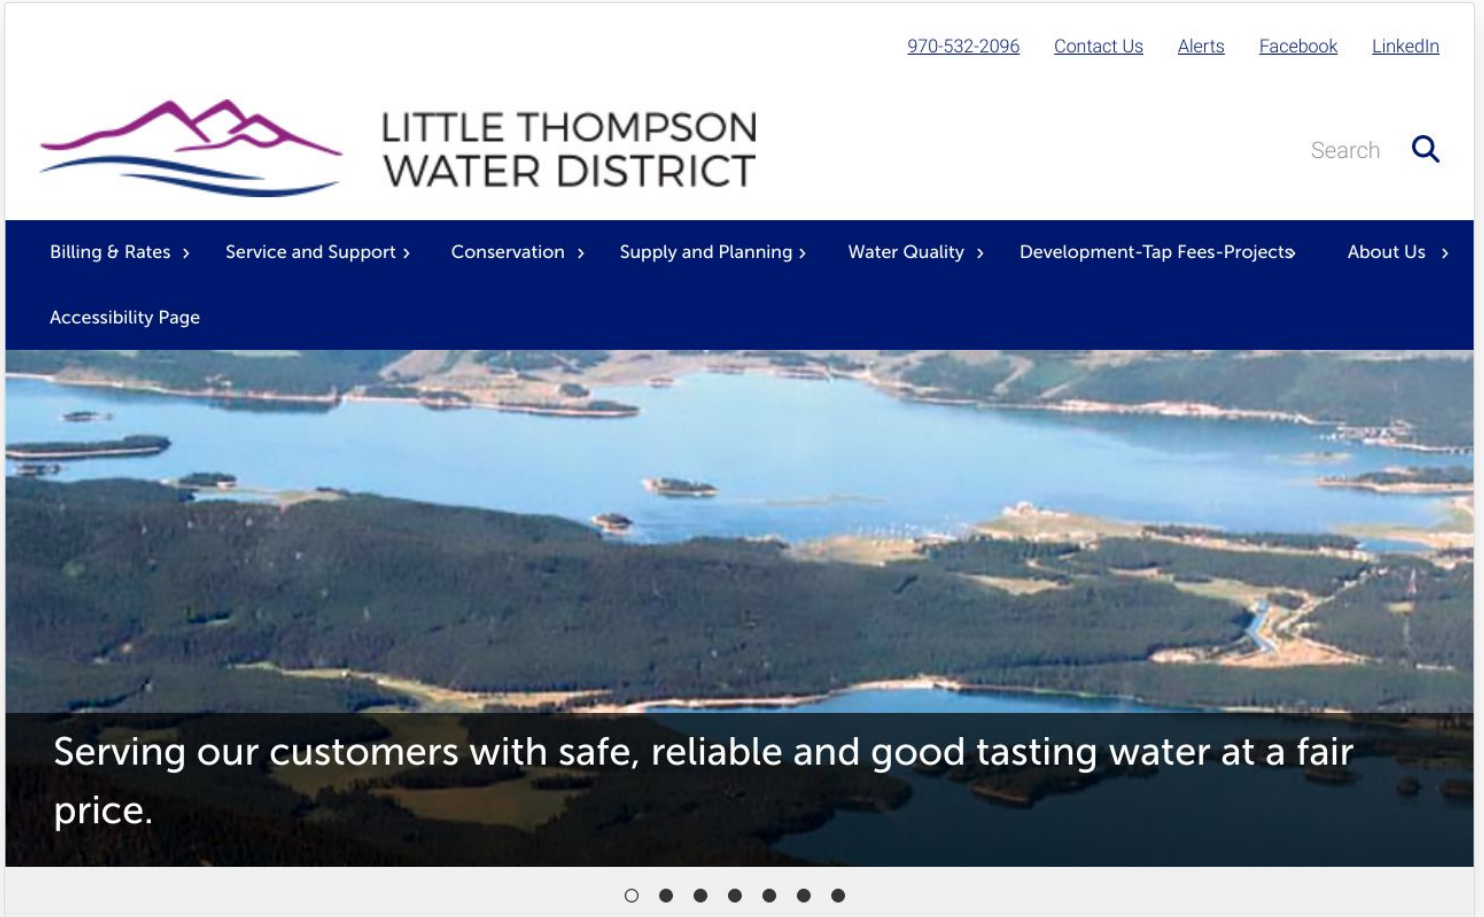 970-532-2096 Contact Us Alerts Facebook LinkedIn
LITTLE THOMPSON
WATER DISTRICT
Search
Billing & Rates Service and Support Conservation Supply and Planning Water Quality Development-Tap Fees-Projects About Us
Accessibility Page
Serving our customers with safe, reliable and good tasting water at a fair
price.